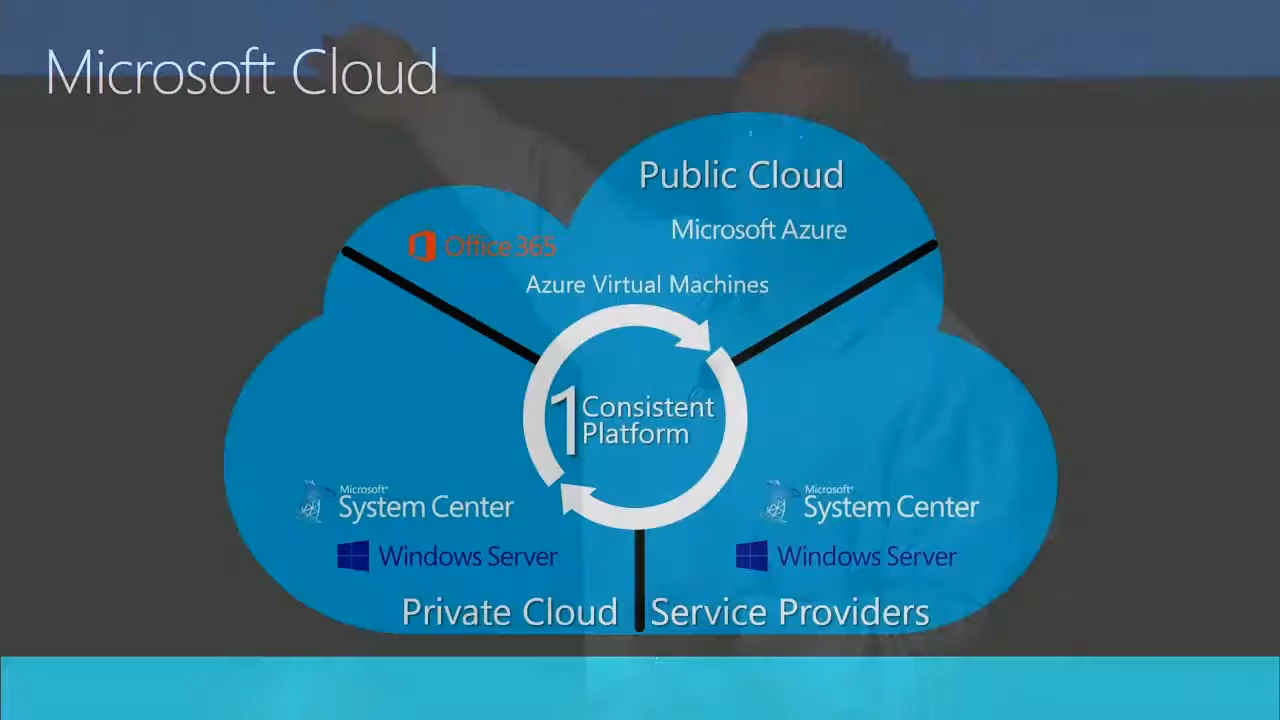 Microsoft Cloud
Public Cloud
Microsoft Azure
Office 365
Azure Virtual Machines
1 Consistent
Platform
Microsoft®
System Center
Windows Server
Private Cloud
Microsoft®
System Center
Windows Server
Service Providers